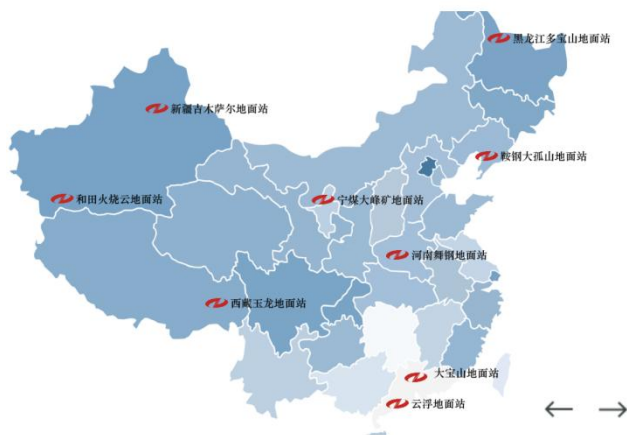 黑龙江多宝山地面站
新疆古木萨尔地面站
鞍钢大孤山地面站
和田火烧云地面站
宁煤大峰矿地面站
河南舞钢地面站
西藏玉龙地面站
大宝山地面站
云浮地面站